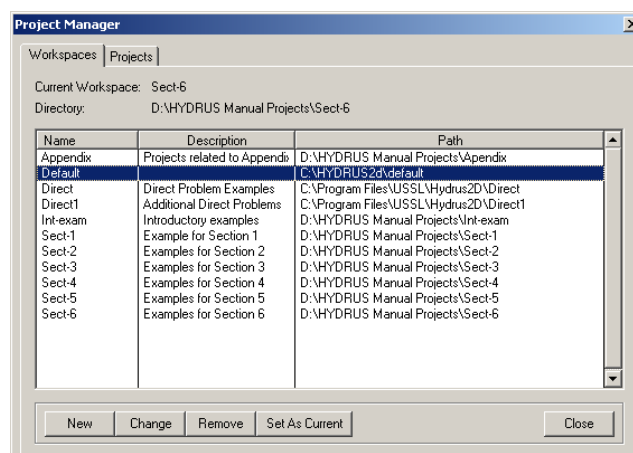 Project Manager
Workspaces Projects
Current Workspace: Sect-6
Directory: D:\HYDRUS Manual Projects\Sect-6
Name Description Path
Appendix Projects related to Appendi D:\HYDRUS Manual Projects\Apendix
Default C:\HYDRUS2d\default
Direct Direct Problem Examples C:\Program Files\USSL\Hydrus2D\Direct
Direct1 Additional Direct Problems C:\Program Files\USSL\Hydrus2D\Direct1
Int-exam Introductory examples D:\HYDRUS Manual Projects\Int-exam
Sect-1 Example for Section 1 D:\HYDRUS Manual Projects\Sect-1
Sect-2 Examples for Section 2 D:\HYDRUS Manual Projects\Sect-2
Sect-3 Examples for Section 3 D:\HYDRUS Manual Projects\Sect-3
Sect-4 Examples for Section 4 D:\HYDRUS Manual Projects\Sect-4
Sect-5 Examples for Section 5 D:\HYDRUS Manual Projects\Sect-5
Sect-6 Examples for Section 6 D:\HYDRUS Manual Projects\Sect-6
New Change Remove Set As Current Close